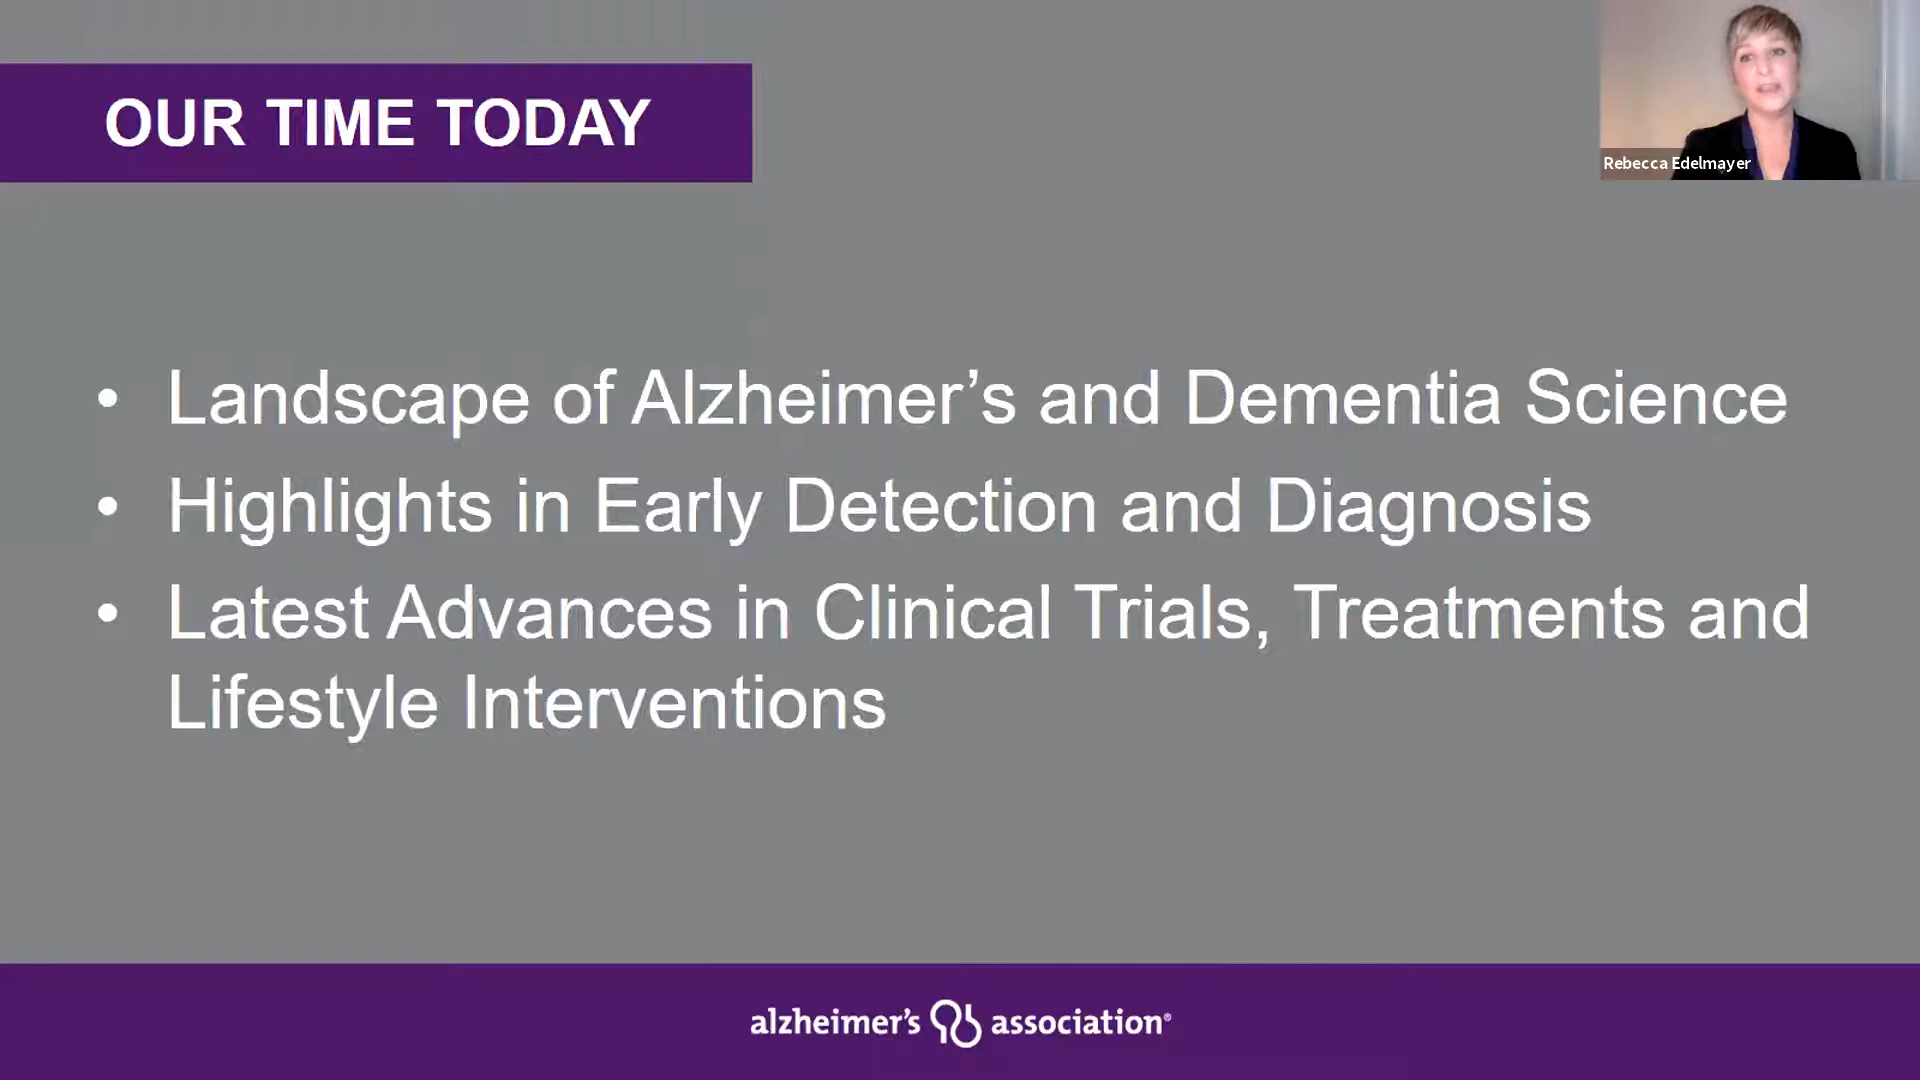 OUR TIME TODAY
Rebecca Edelmayer
• Landscape of Alzheimer’s and Dementia Science
• Highlights in Early Detection and Diagnosis
• Latest Advances in Clinical Trials, Treatments and
Lifestyle Interventions
alzheimer’s association®